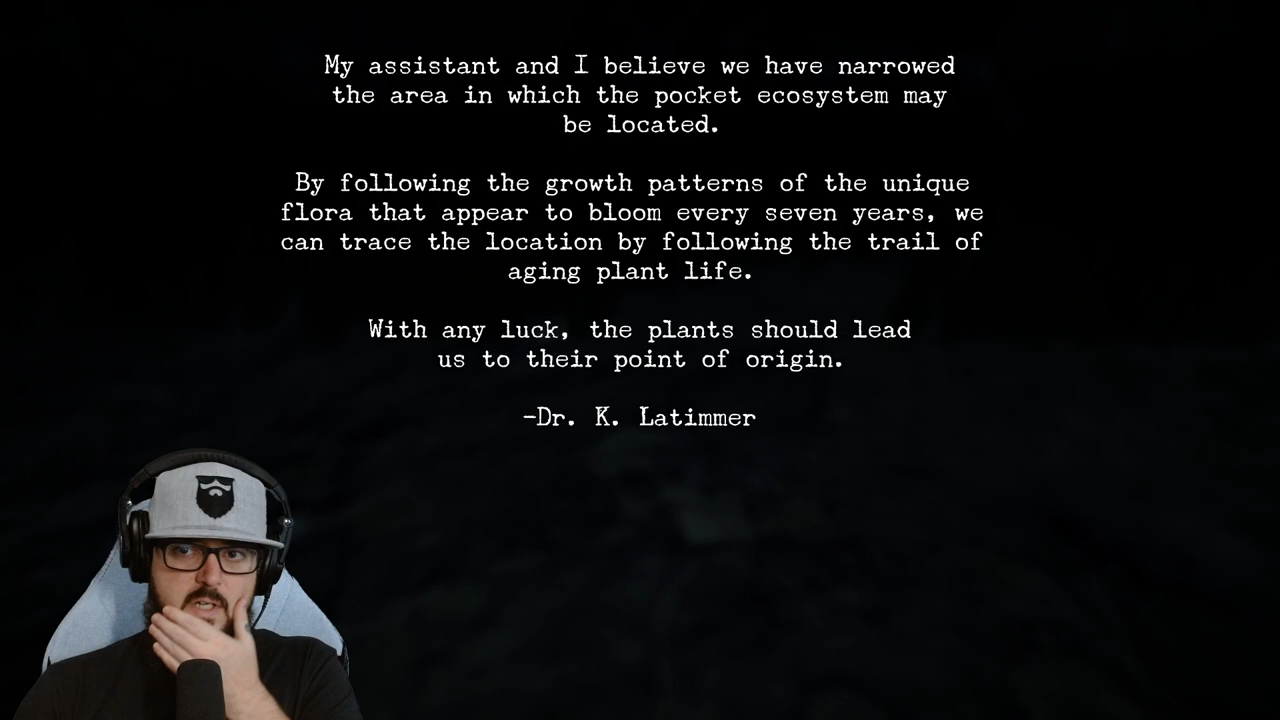 My assistant and I believe we have narrowed
the area in which the pocket ecosystem may
be located.
By following the growth patterns of the unique
flora that appear to bloom every seven years, we
can trace the location by following the trail of
aging plant life.
With any luck, the plants should lead
us to their point of origin.
-Dr. K. Latimmer